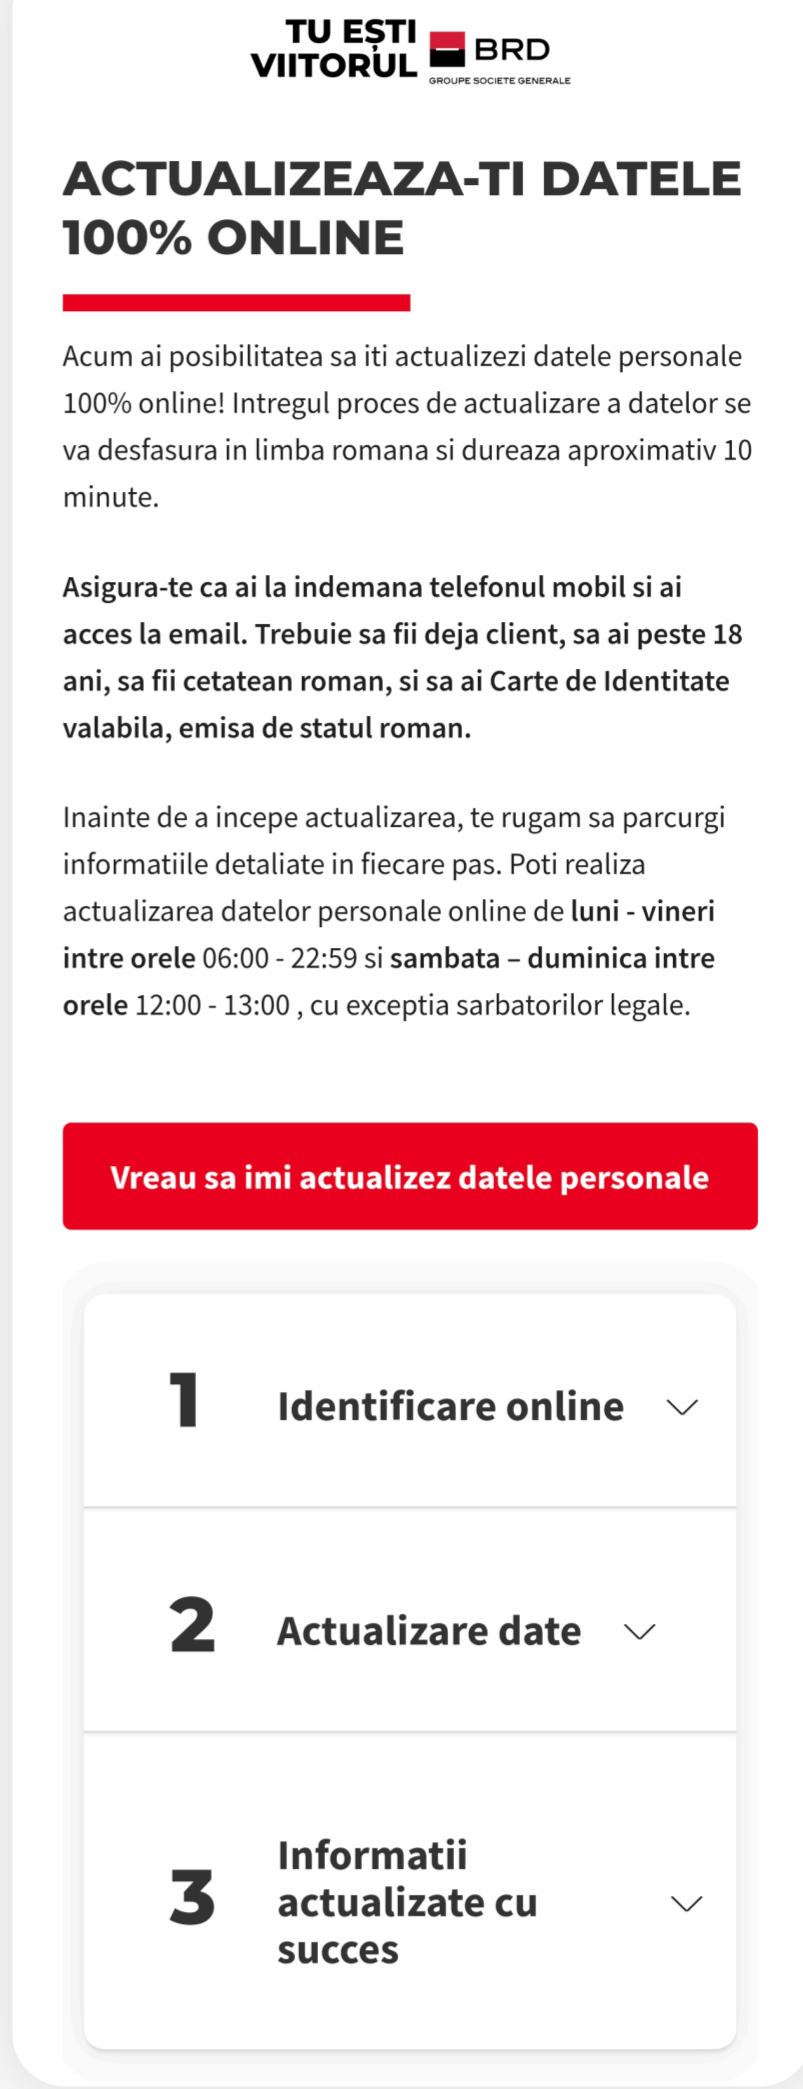 TU EȘTI
VIITORUL
BRD
GROUPE SOCIETE GENERALE
ACTUALIZEAZA-TI DATELE
100% ONLINE
Acum ai posibilitatea sa iti actualizezi datele personale
100% online! Intregul proces de actualizare a datelor se
va desfasura in limba romana si dureaza aproximativ 10
minute.
Asigura-te ca ai la indemana telefonul mobil si ai
acces la email. Trebuie sa fii deja client, sa ai peste 18
ani, sa fii cetatean roman, si sa ai Carte de Identitate
valabila, emisa de statul roman.
Inainte de a incepe actualizarea, te rugam sa parcurgi
informatiile detaliate in fiecare pas. Poti realiza
actualizarea datelor personale online de luni - vineri
intre orele 06:00 - 22:59 si sambata – duminica intre
orele 12:00 - 13:00 , cu exceptia sarbatorilor legale.
Vreau sa imi actualizez datele personale
1 Identificare online
2 Actualizare date
3 Informatii
actualizate cu
succes